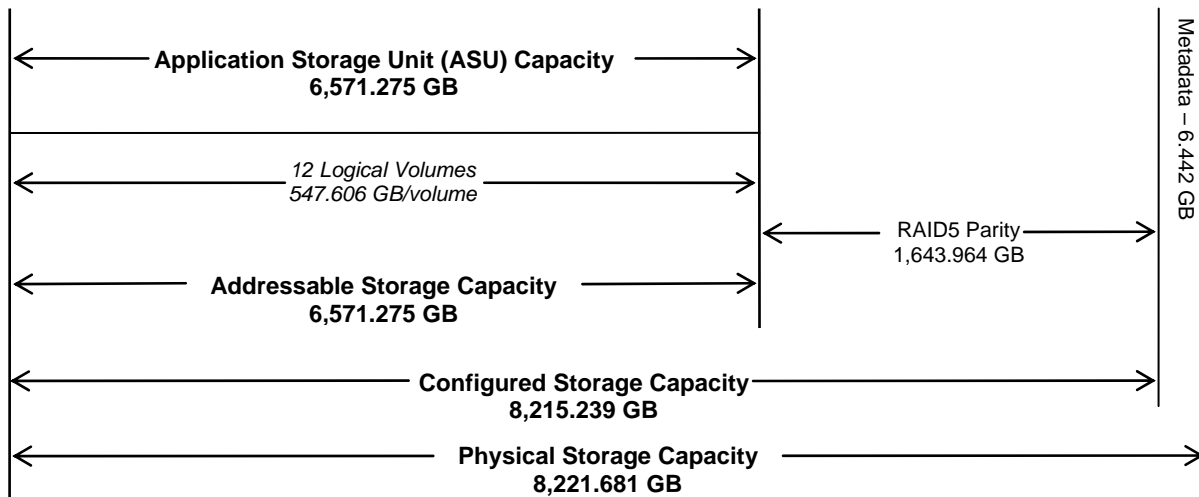 Application Storage Unit (ASU) Capacity
6,571.275 GB
Metadata – 6.442 GB
12 Logical Volumes
547.606 GB/volume
RAID5 Parity
1,643.964 GB
Addressable Storage Capacity
6,571.275 GB
Configured Storage Capacity
8,215.239 GB
Physical Storage Capacity
8,221.681 GB